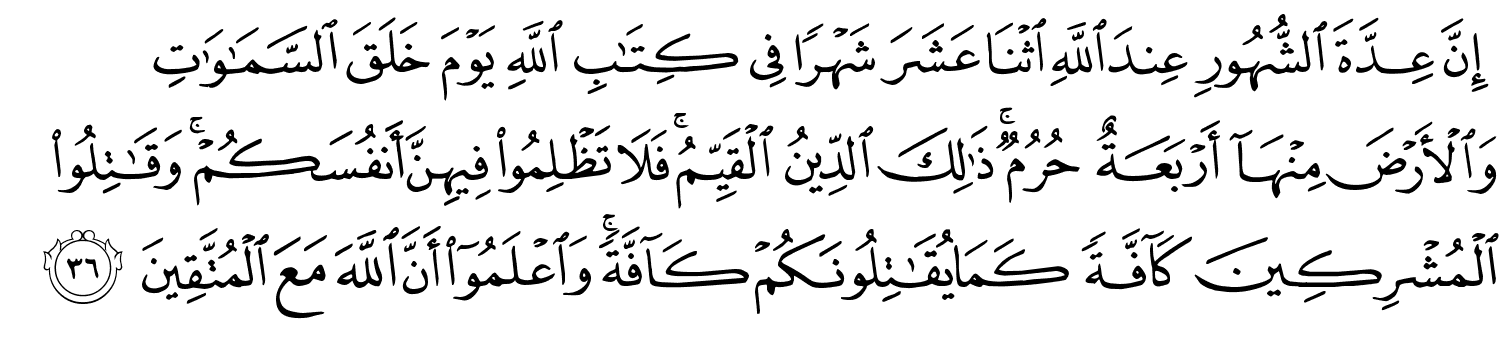 إِنَّ عِدَّةَ ٱلشُّهُورِ عِندَ ٱللَّهِ ٱثْنَا عَشَرَ شَهْرًا فِى كِتَٰبِ ٱللَّهِ يَوْمَ خَلَقَ ٱلسَّمَٰوَٰتِ
وَٱلْأَرْضَ مِنْهَآ أَرْبَعَةٌ حُرُمٌ ۚ ذَٰلِكَ ٱلدِّينُ ٱلْقَيِّمُ ۚ فَلَا تَظْلِمُوا۟ فِيهِنَّ أَنفُسَكُمْ ۚ وَقَٰتِلُوا۟
ٱلْمُشْرِكِينَ كَآفَّةً كَمَا يُقَٰتِلُونَكُمْ كَآفَّةً ۚ وَٱعْلَمُوٓا۟ أَنَّ ٱللَّهَ مَعَ ٱلْمُتَّقِينَ ٣٦